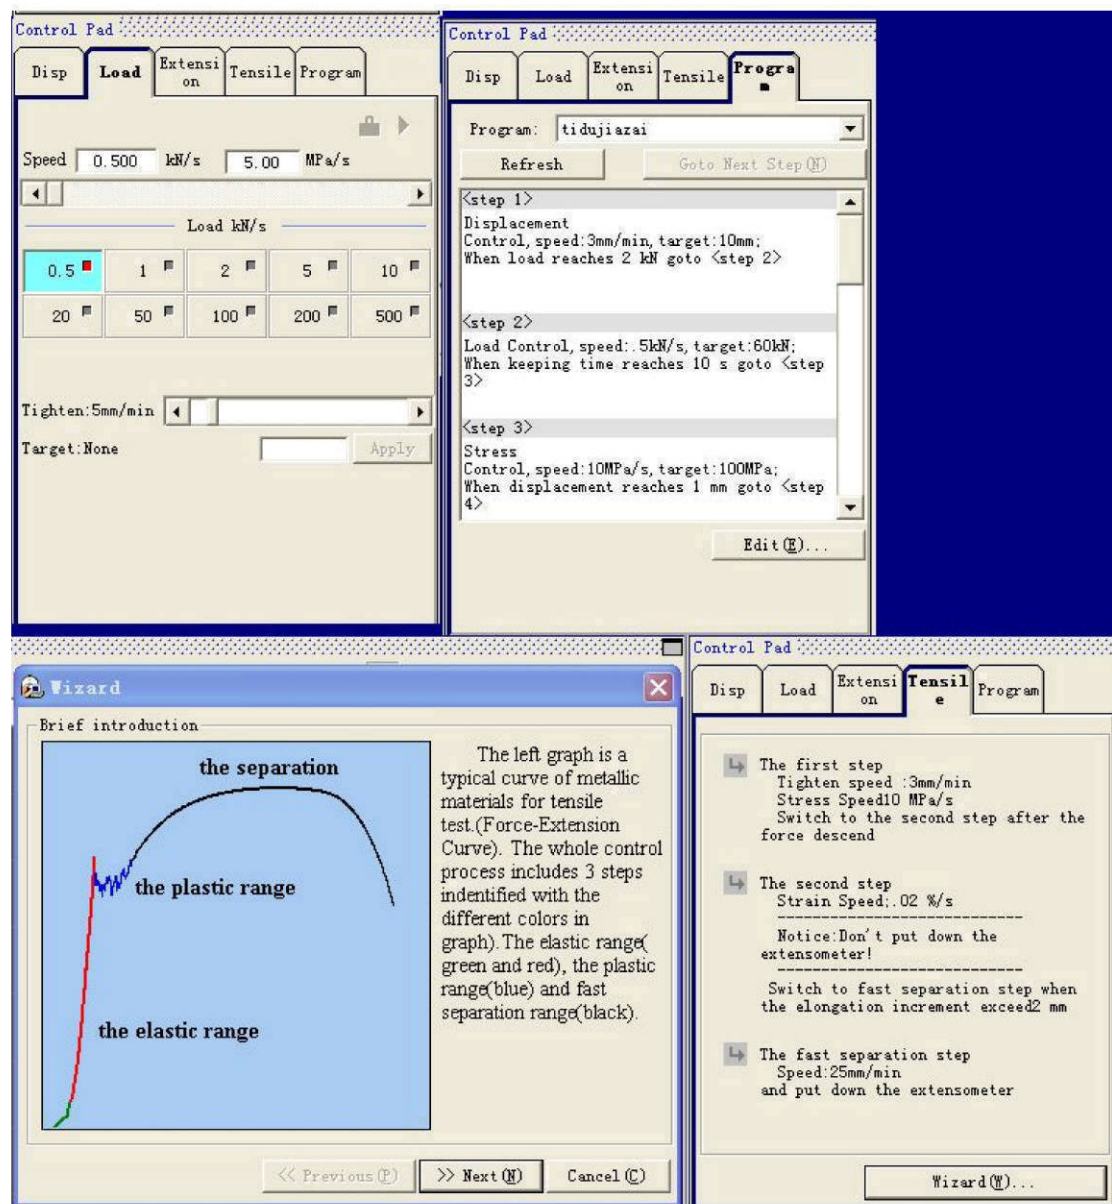 Control Pad
Disp
Load
Extensi
on
Tensile
Program
Speed 0.500 kN/s 5.00 MPa/s
Load kN/s
0.5 1 2 5 10
20 50 100 200 500
Tighten:5mm/min
Target:None Apply
Control Pad
Disp
Load
Extensi
on
Tensile
Progra
m
Program: tidujiazai
Refresh Goto Next Step(N)
<step 1>
Displacement
Control, speed:3mm/min, target:10mm;
When load reaches 2 kN goto <step 2>
<step 2>
Load Control, speed:.5kN/s, target:60kN;
When keeping time reaches 10 s goto <step
3>
<step 3>
Stress
Control, speed:10MPa/s, target:100MPa;
When displacement reaches 1 mm goto <step
4>
Edit(E)...
Wizard
Brief introduction
the separation
the plastic range
the elastic range
The left graph is a
typical curve of metallic
materials for tensile
test.(Force-Extension
Curve). The whole control
process includes 3 steps
indentified with the
different colors in
graph).The elastic range(
green and red), the plastic
range(blue) and fast
separation range(black).
<< Previous(P) >> Next(N) Cancel(C)
Control Pad
Disp
Load
Extensi
on
Tensil
e
Program
The first step
Tighten speed :3mm/min
Stress Speed10 MPa/s
Switch to the second step after the
force descend
The second step
Strain Speed:.02 %/s
----------------------------
Notice:Don't put down the
extensometer!
----------------------------
Switch to fast separation step when
the elongation increment exceed2 mm
The fast separation step
Speed:25mm/min
and put down the extensometer
Wizard(W)...